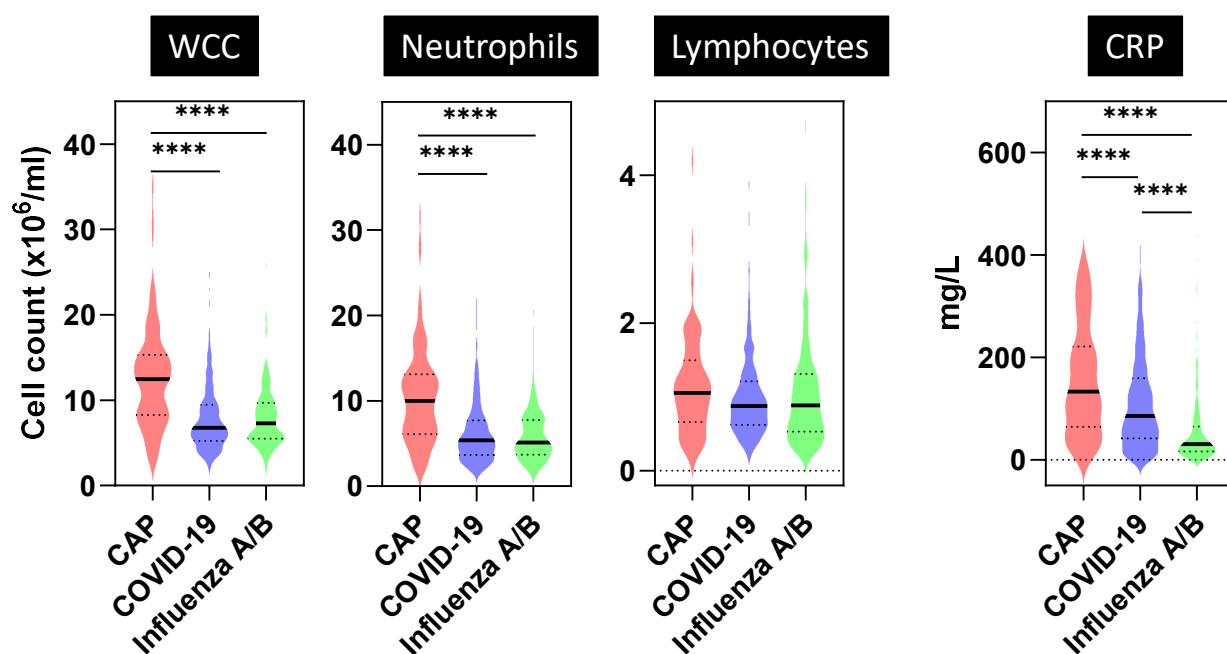 WCC
Neutrophils
Lymphocytes
CRP
Cell count (x10⁶/ml)
40
30
20
10
0
****
****
CAP
COVID-19
Influenza A/B
40
30
20
10
0
****
****
CAP
COVID-19
Influenza A/B
4
2
0
CAP
COVID-19
Influenza A/B
mg/L
600
400
200
0
****
****
****
CAP
COVID-19
Influenza A/B